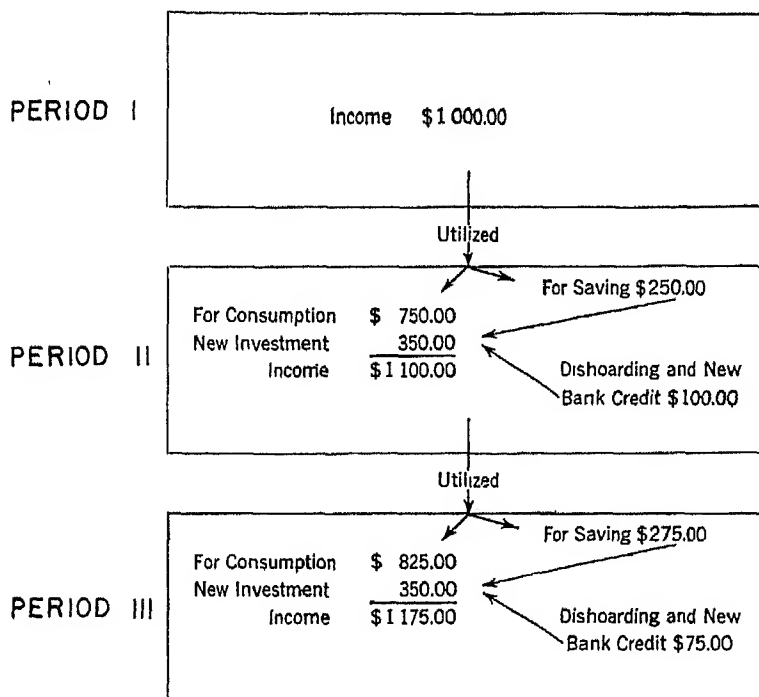 PERIOD I
Income $1 000.00
Utilized
PERIOD II
For Saving $250.00
For Consumption $ 750.00
New Investment 350.00
Income $1 100.00
Dishoarding and New
Bank Credit $100.00
Utilized
PERIOD III
For Saving $275.00
For Consumption $ 825.00
New Investment 350.00
Income $1 175.00
Dishoarding and New
Bank Credit $75.00